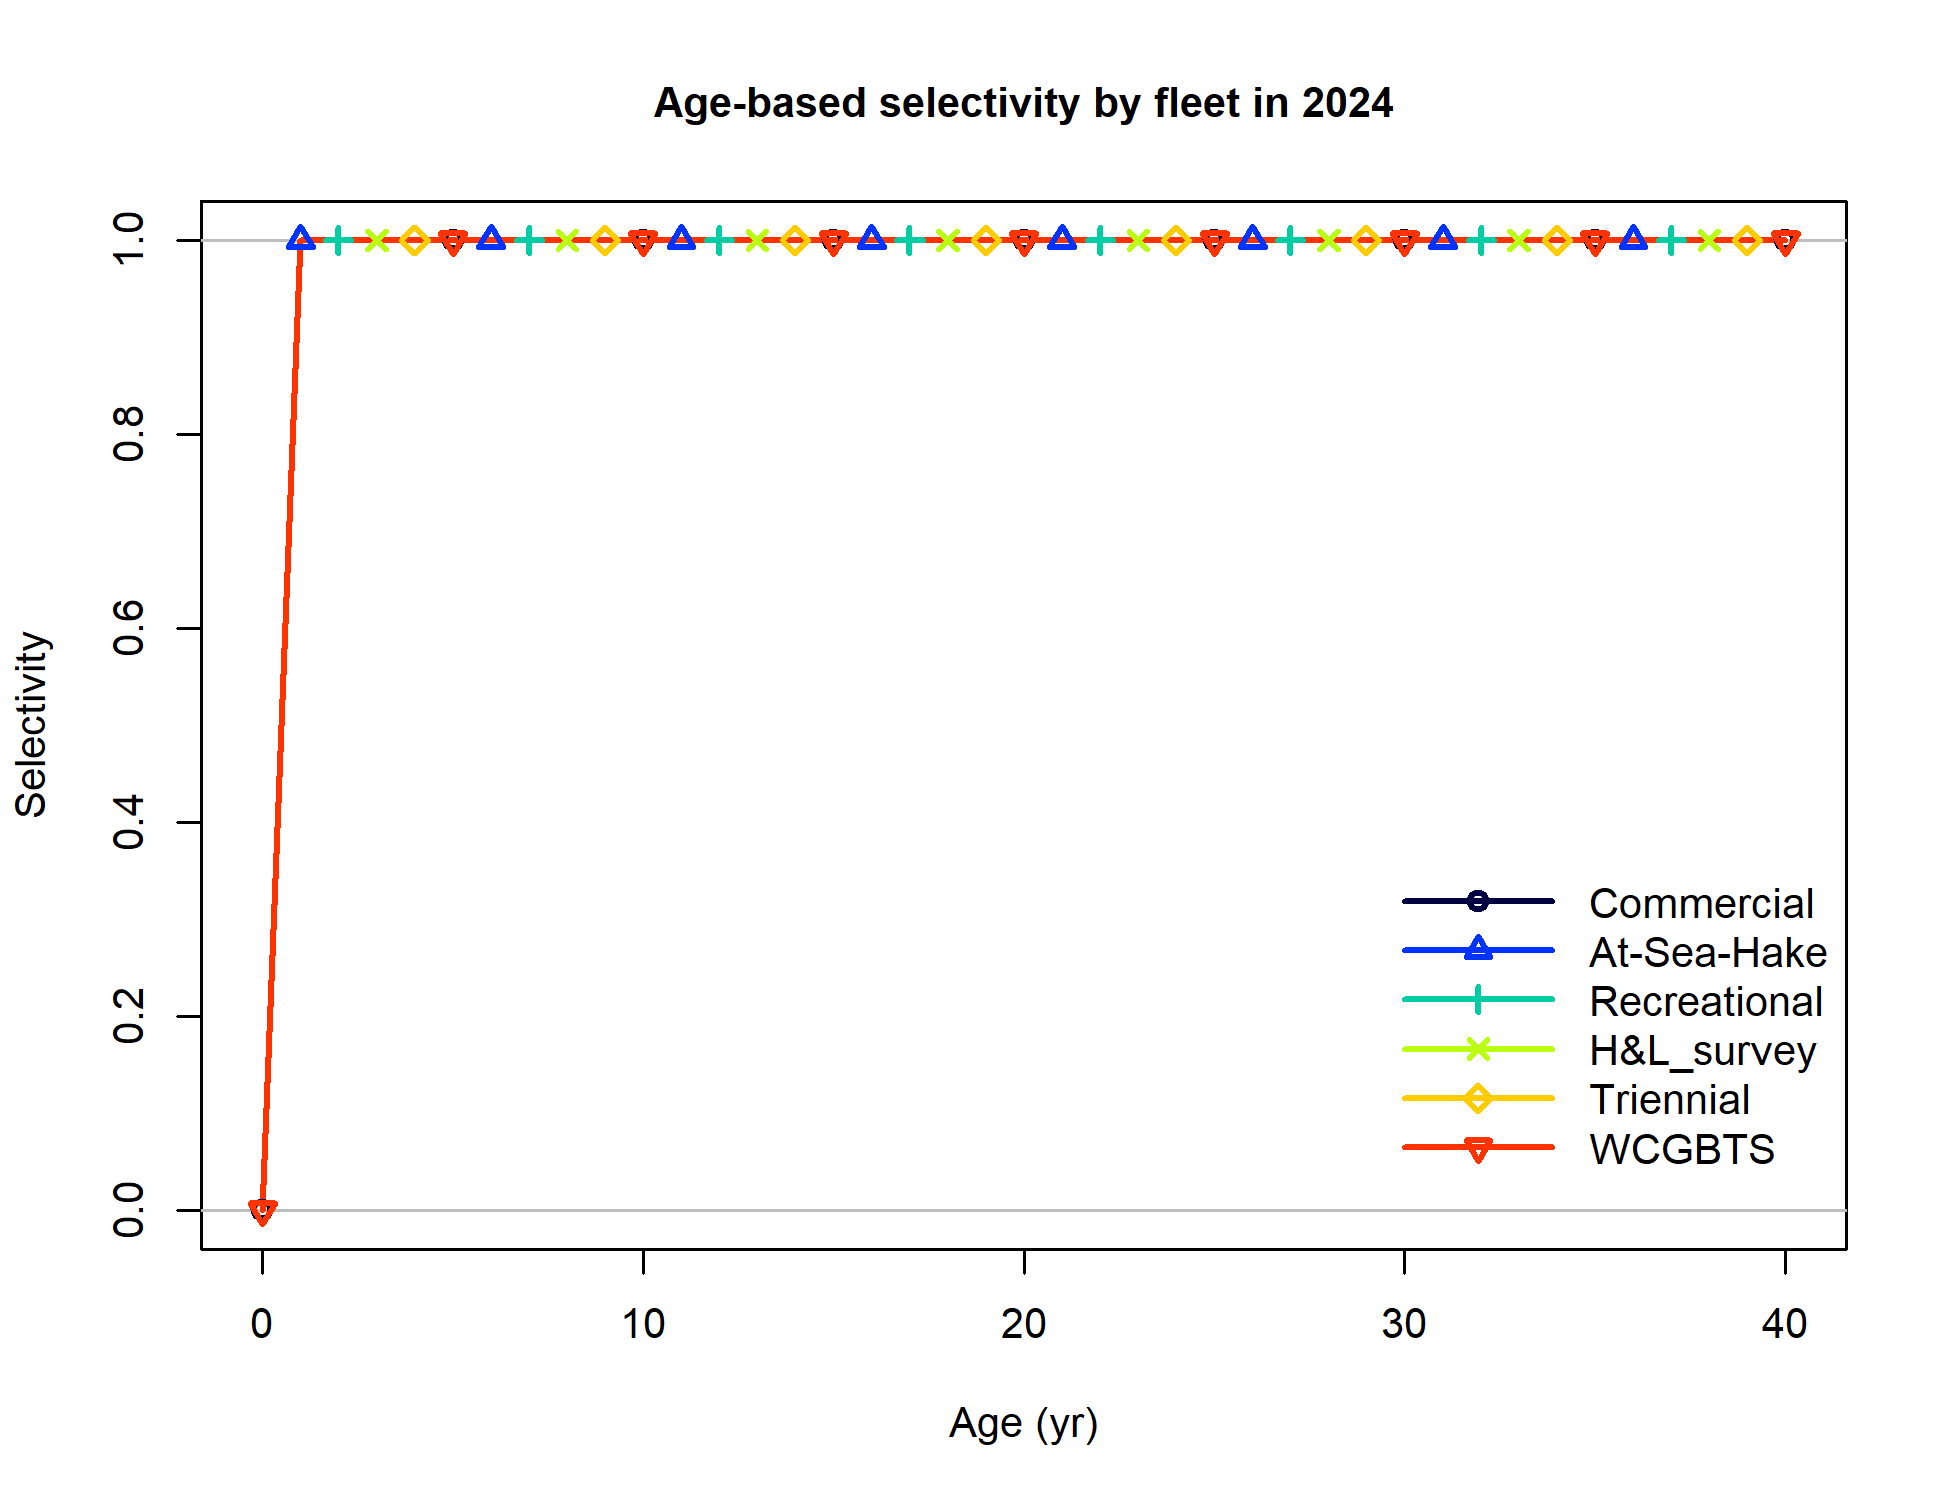 Age-based selectivity by fleet in 2024
Selectivity
1.0
0.8
0.6
0.4
0.2
0.0
Commercial
At-Sea-Hake
Recreational
H&L_survey
Triennial
WCGBTS
0 10 20 30 40
Age (yr)